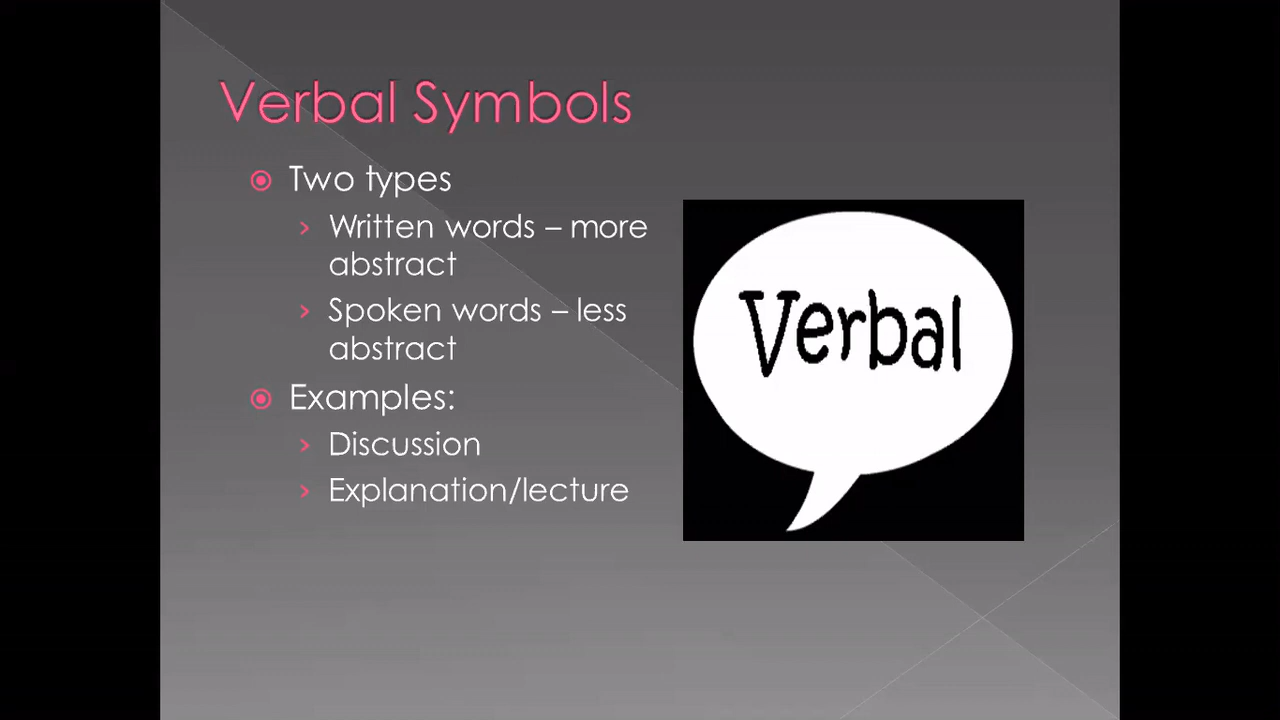 Verbal Symbols
Two types
Written words – more
abstract
Spoken words – less
abstract
Examples:
Discussion
Explanation/lecture
Verbal